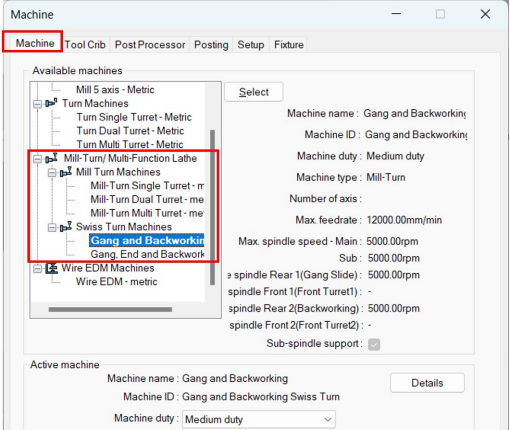 Machine
Machine Tool Crib Post Processor Posting Setup Fixture
Available machines
Mill 5 axis - Metric
Turn Machines
Turn Single Turret - Metric
Turn Dual Turret - Metric
Turn Multi Turret - Metric
Mill-Turn/ Multi-Function Lathe
Mill Turn Machines
Mill-Turn Single Turret - m
Mill-Turn Dual Turret - me
Mill-Turn Multi Turret - me
Swiss Turn Machines
Gang and Backworkin
Gang, End and Backwork
Wire EDM Machines
Wire EDM - metric
Select
Machine name : Gang and Backworking
Machine ID : Gang and Backworking
Machine duty : Medium duty
Machine type : Mill-Turn
Number of axis :
Max. feedrate : 12000.00mm/min
Max. spindle speed - Main : 5000.00rpm
Sub : 5000.00rpm
e spindle Rear 1(Gang Slide) : 5000.00rpm
spindle Front 1(Front Turret1) : -
spindle Rear 2(Backworking) : 5000.00rpm
spindle Front 2(Front Turret2) : -
Sub-spindle support :
Active machine
Machine name : Gang and Backworking
Machine ID : Gang and Backworking Swiss Turn
Machine duty : Medium duty
Details